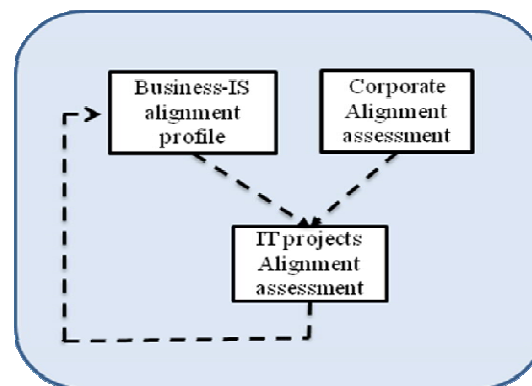 Business-IS
alignment
profile
Corporate
Alignment
assessment
IT projects
Alignment
assessment